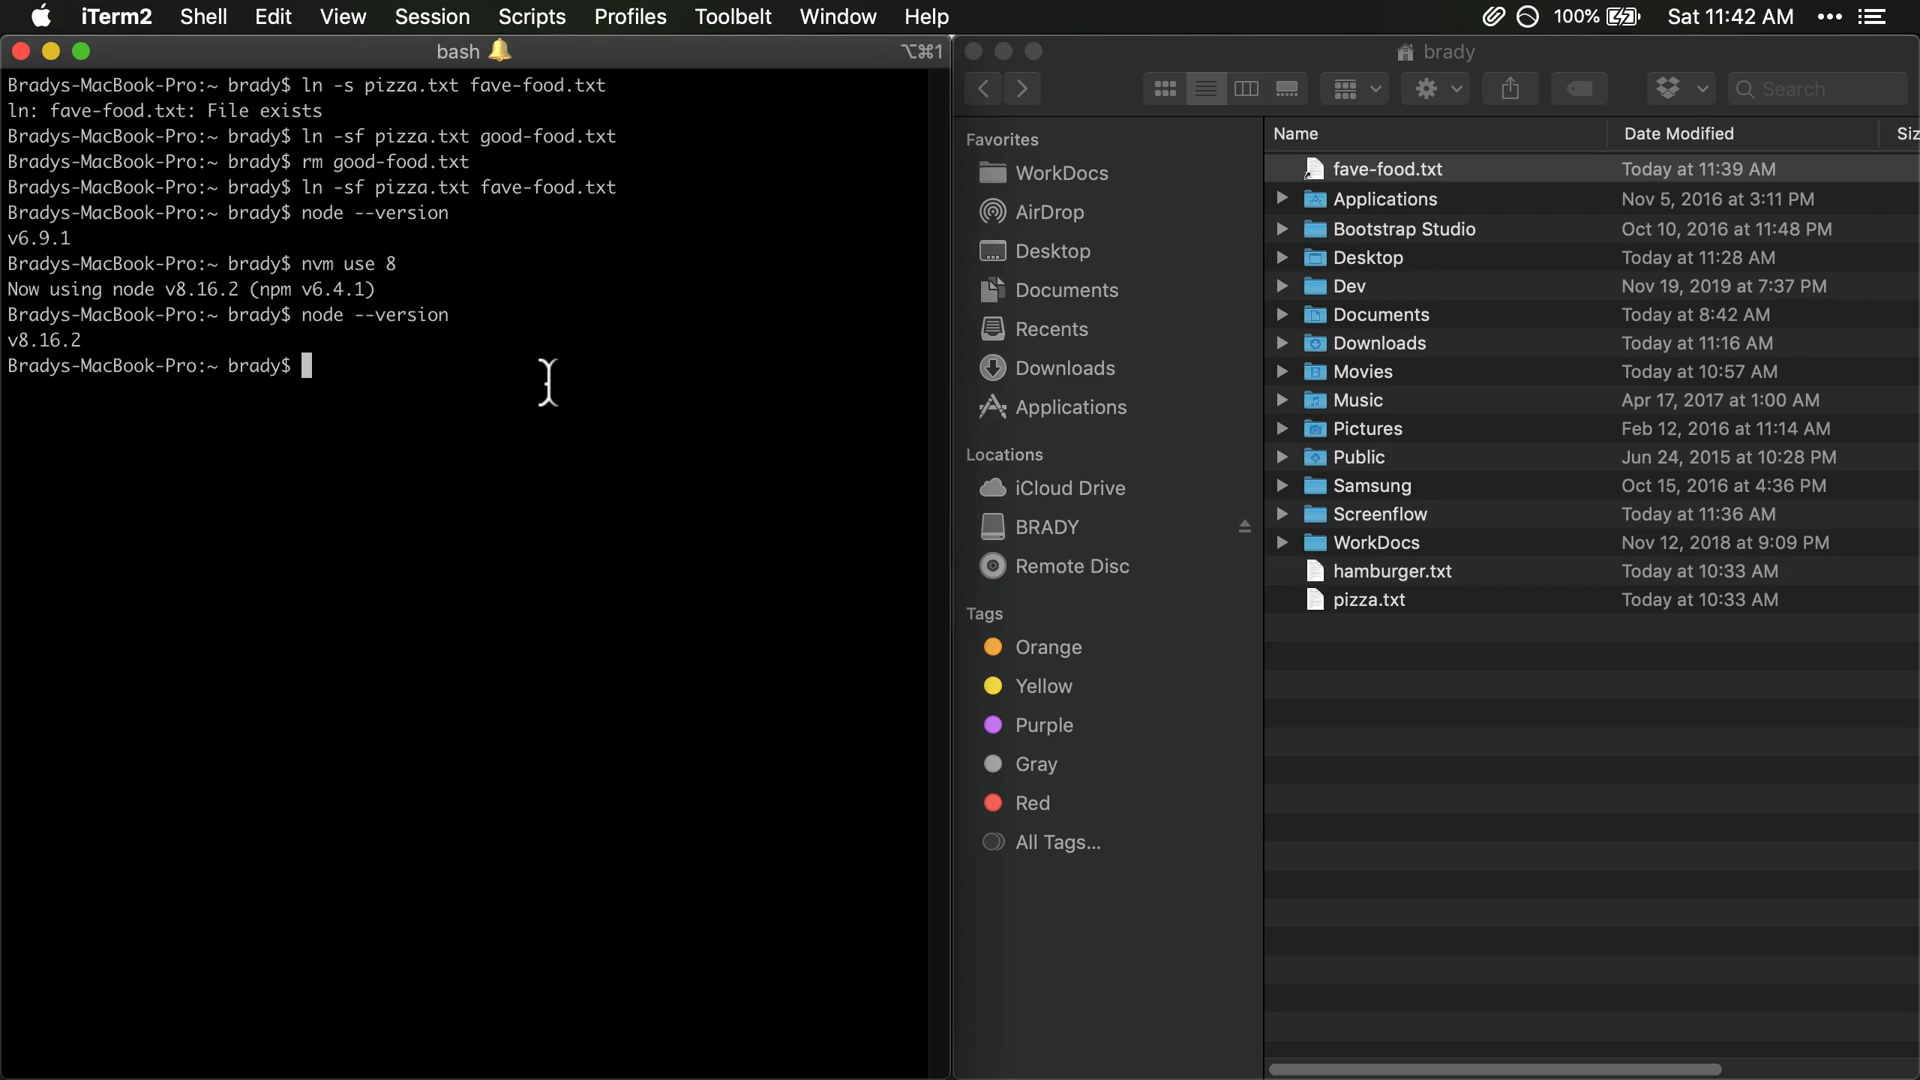 iTerm2 Shell Edit View Session Scripts Profiles Toolbelt Window Help 100% Sat 11:42 AM
bash ⌥⌘1
Bradys-MacBook-Pro:~ brady$ ln -s pizza.txt fave-food.txt
ln: fave-food.txt: File exists
Bradys-MacBook-Pro:~ brady$ ln -sf pizza.txt good-food.txt
Bradys-MacBook-Pro:~ brady$ rm good-food.txt
Bradys-MacBook-Pro:~ brady$ ln -sf pizza.txt fave-food.txt
Bradys-MacBook-Pro:~ brady$ node --version
v6.9.1
Bradys-MacBook-Pro:~ brady$ nvm use 8
Now using node v8.16.2 (npm v6.4.1)
Bradys-MacBook-Pro:~ brady$ node --version
v8.16.2
Bradys-MacBook-Pro:~ brady$
brady
Search
Favorites
WorkDocs
AirDrop
Desktop
Documents
Recents
Downloads
Applications
Locations
iCloud Drive
BRADY
Remote Disc
Tags
Orange
Yellow
Purple
Gray
Red
All Tags...
Name Date Modified Siz
fave-food.txt Today at 11:39 AM
Applications Nov 5, 2016 at 3:11 PM
Bootstrap Studio Oct 10, 2016 at 11:48 PM
Desktop Today at 11:28 AM
Dev Nov 19, 2019 at 7:37 PM
Documents Today at 8:42 AM
Downloads Today at 11:16 AM
Movies Today at 10:57 AM
Music Apr 17, 2017 at 1:00 AM
Pictures Feb 12, 2016 at 11:14 AM
Public Jun 24, 2015 at 10:28 PM
Samsung Oct 15, 2016 at 4:36 PM
Screenflow Today at 11:36 AM
WorkDocs Nov 12, 2018 at 9:09 PM
hamburger.txt Today at 10:33 AM
pizza.txt Today at 10:33 AM